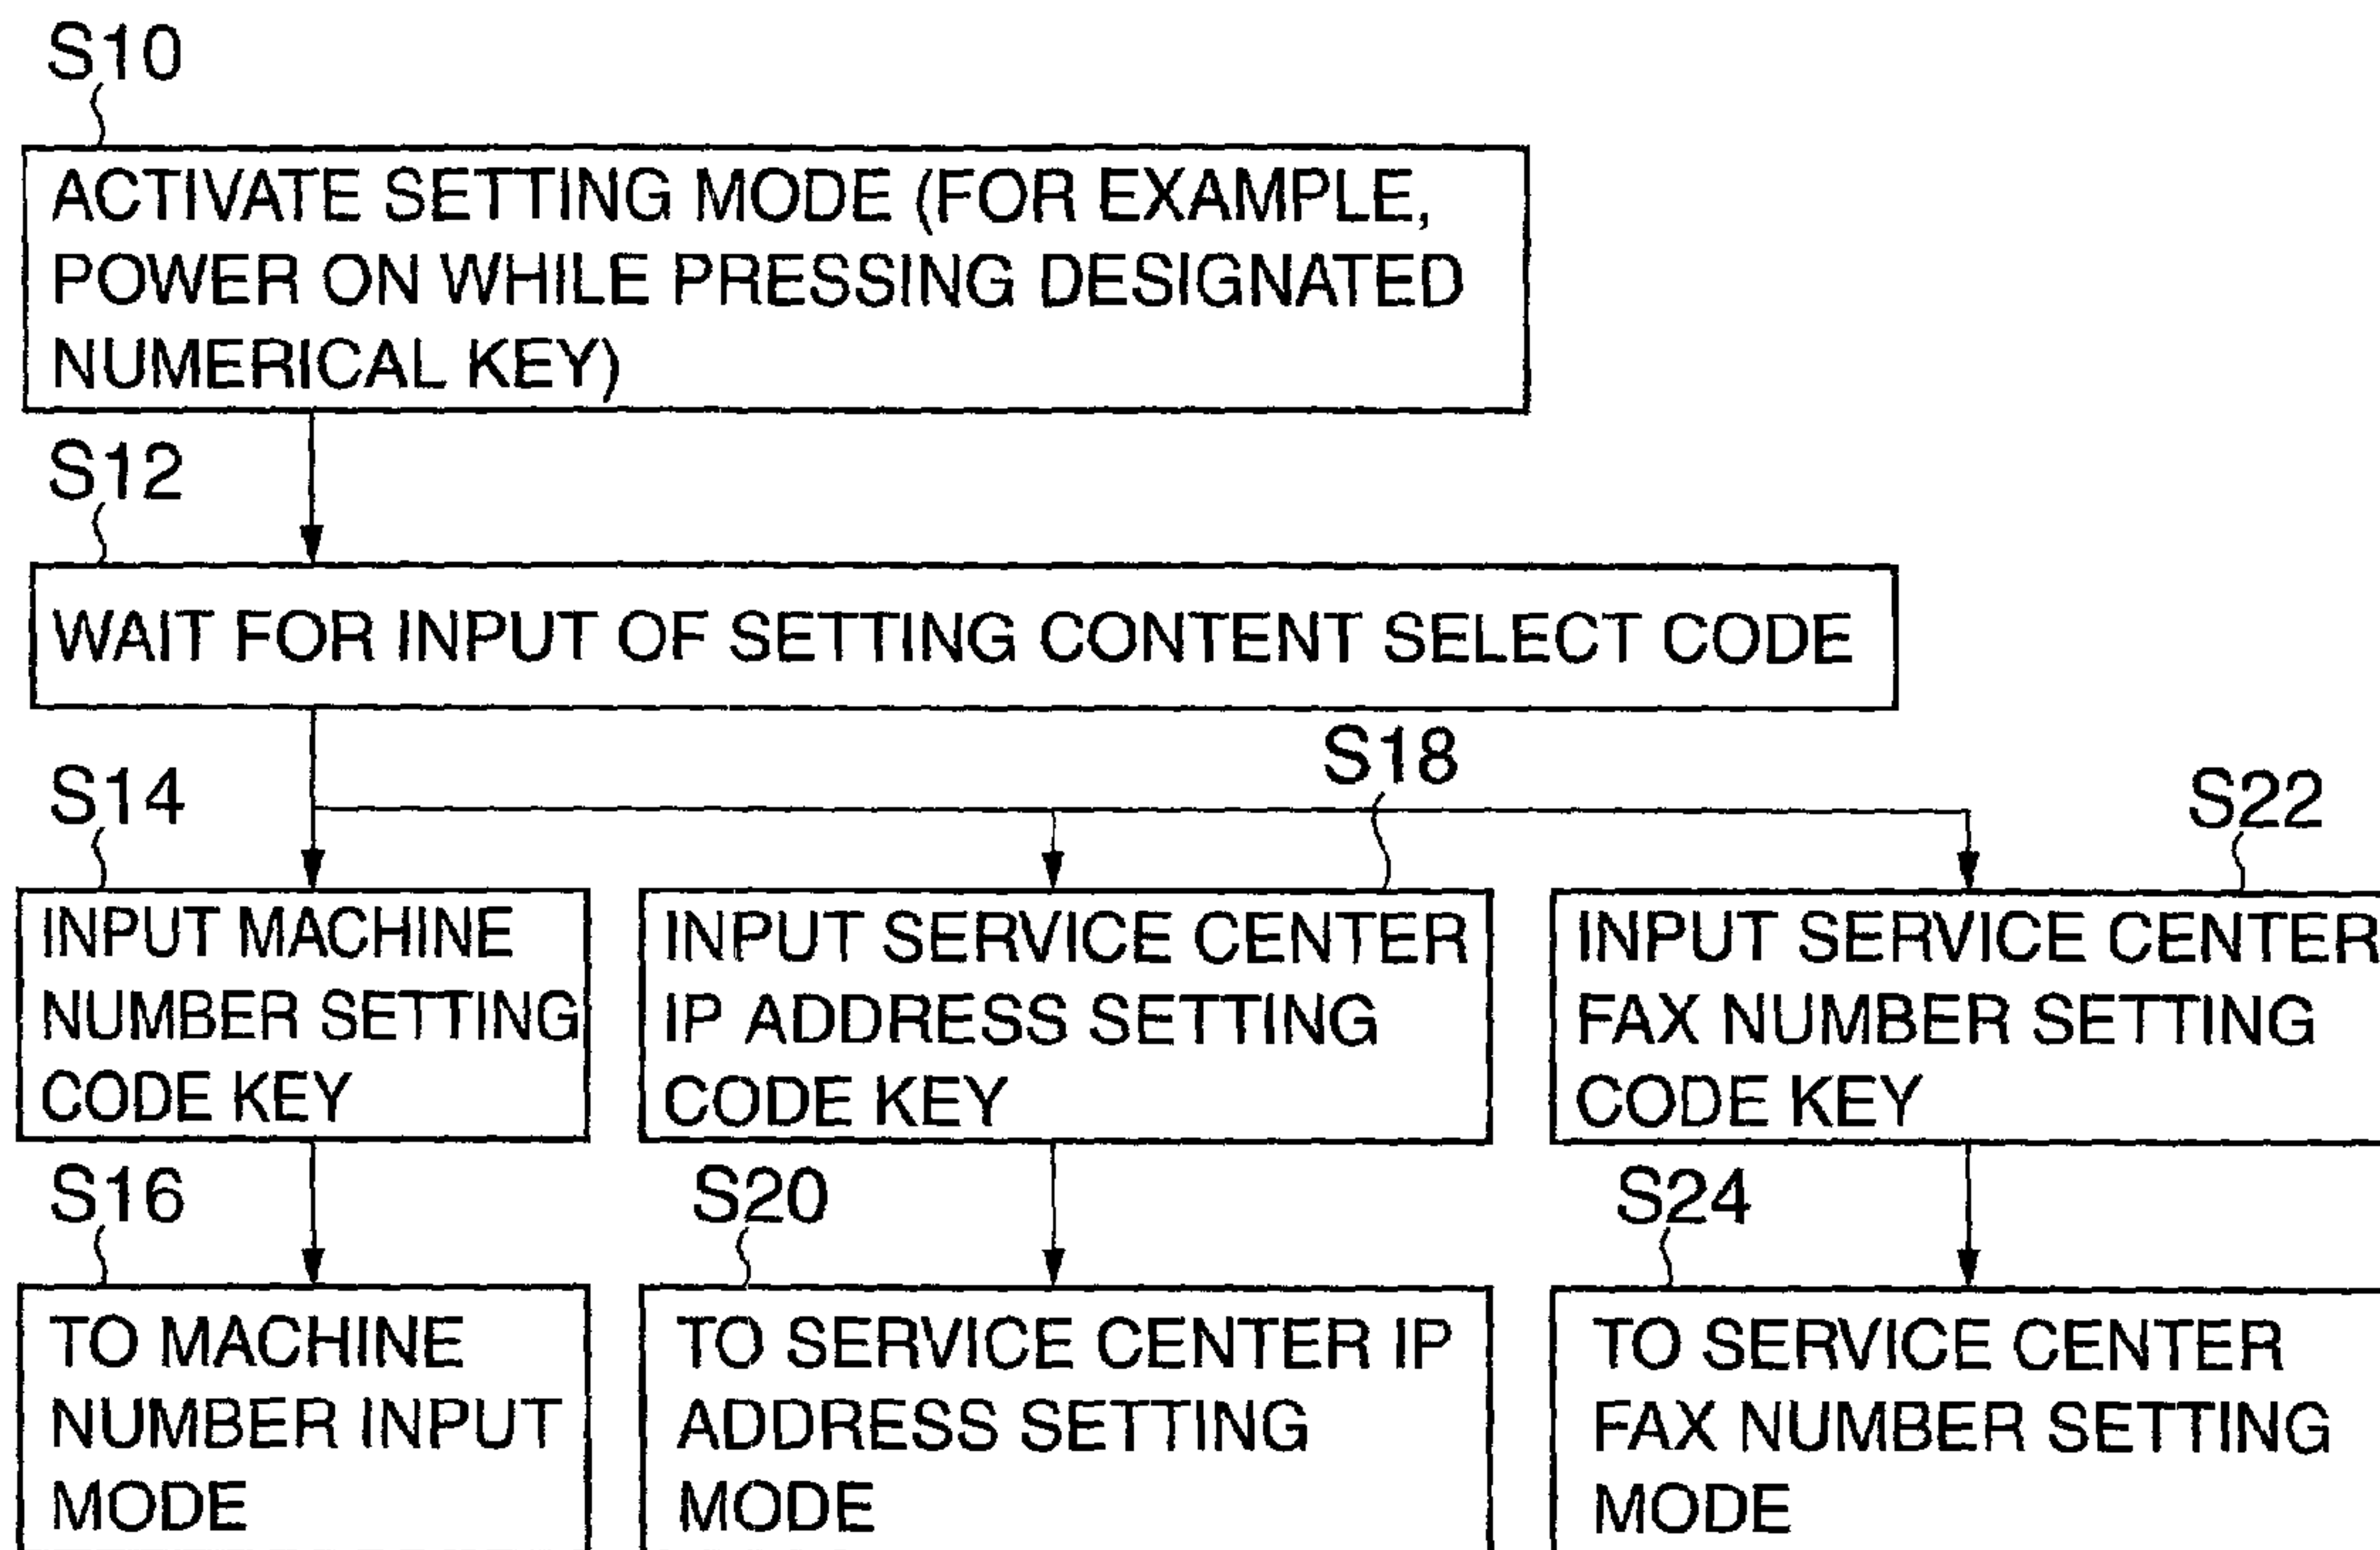 S10
ACTIVATE SETTING MODE (FOR EXAMPLE,
POWER ON WHILE PRESSING DESIGNATED
NUMERICAL KEY)
S12
WAIT FOR INPUT OF SETTING CONTENT SELECT CODE
S14
INPUT MACHINE
NUMBER SETTING
CODE KEY
S18
INPUT SERVICE CENTER
IP ADDRESS SETTING
CODE KEY
S22
INPUT SERVICE CENTER
FAX NUMBER SETTING
CODE KEY
S16
TO MACHINE
NUMBER INPUT
MODE
S20
TO SERVICE CENTER IP
ADDRESS SETTING
MODE
S24
TO SERVICE CENTER
FAX NUMBER SETTING
MODE